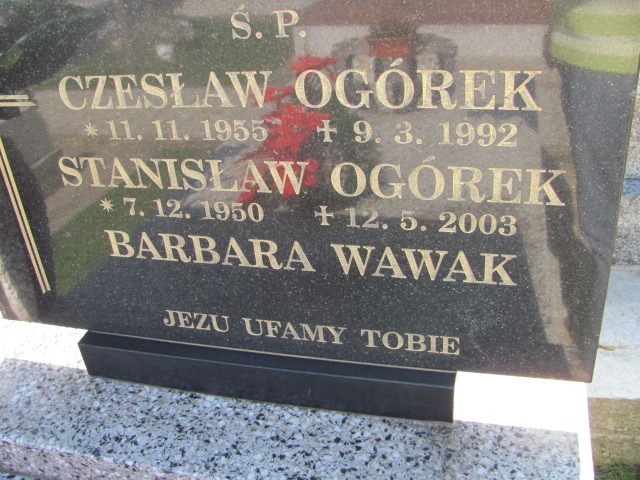 Ś. P.
CZESŁAW OGÓREK
* 11. 11. 1955 ✝ 9. 3. 1992
STANISŁAW OGÓREK
* 7. 12. 1950 ✝ 12. 5. 2003
BARBARA WAWAK
JEZU UFAMY TOBIE